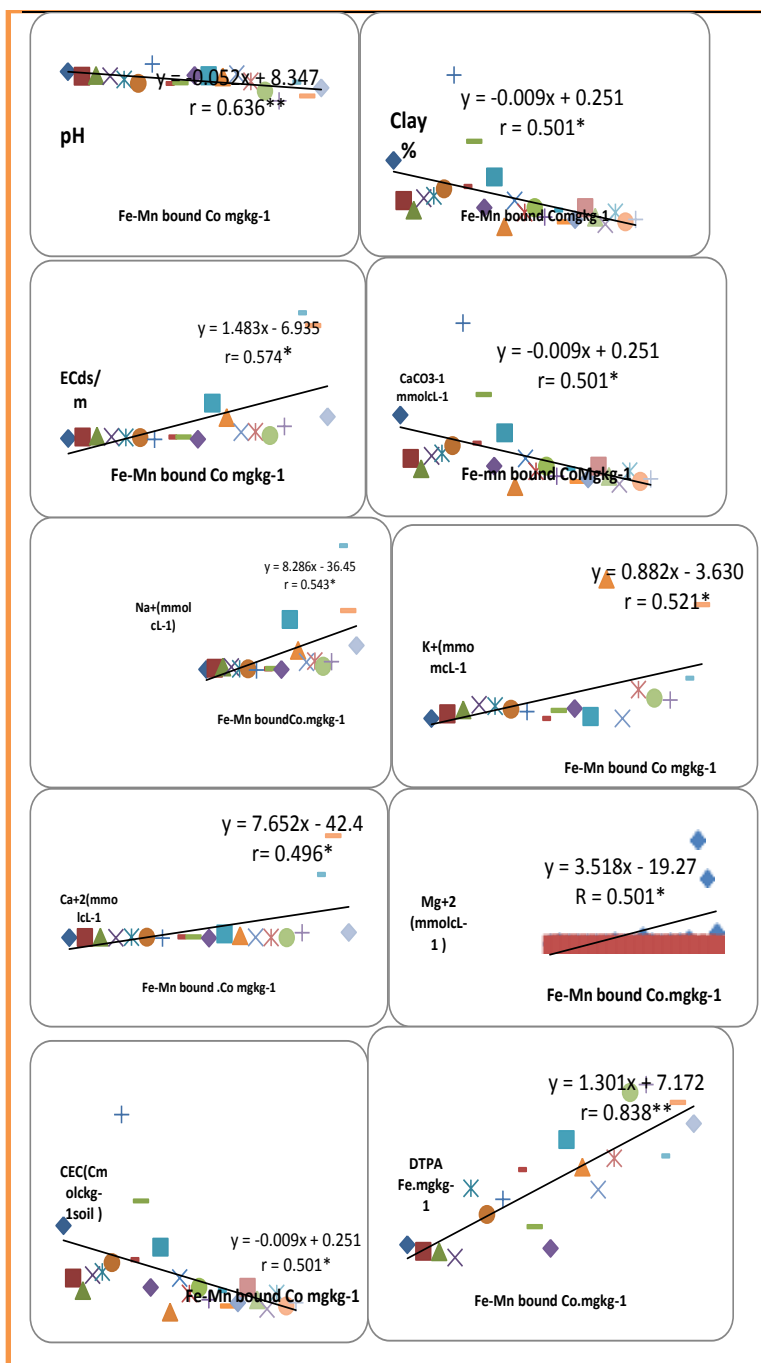 y = -0.052x + 8.347
r = 0.636**
pH
Fe-Mn bound Co mgkg-1
y = -0.009x + 0.251
r = 0.501*
Clay
%
Fe-Mn bound Comgkg-1
y = 1.483x - 6.935
r= 0.574*
ECds/
m
Fe-Mn bound Co mgkg-1
y = -0.009x + 0.251
r= 0.501*
CaCO3-1
mmolcL-1
Fe-mn bound CoMgkg-1
y = 8.286x - 36.45
r = 0.543*
Na+(mmol
cL-1)
Fe-Mn boundCo.mgkg-1
y = 0.882x - 3.630
r = 0.521*
K+(mmo
mcL-1
Fe-Mn bound Co mgkg-1
y = 7.652x - 42.4
r= 0.496*
Ca+2(mmo
lcL-1
Fe-Mn bound .Co mgkg-1
y = 3.518x - 19.27
R = 0.501*
Mg+2
(mmolcL-
1 )
Fe-Mn bound Co.mgkg-1
CEC(Cm
olckg-
1soil )
y = -0.009x + 0.251
r = 0.501*
Fe-Mn bound Co mgkg-1
y = 1.301x + 7.172
r= 0.838**
DTPA
Fe.mgkg-
1
Fe-Mn bound Co.mgkg-1